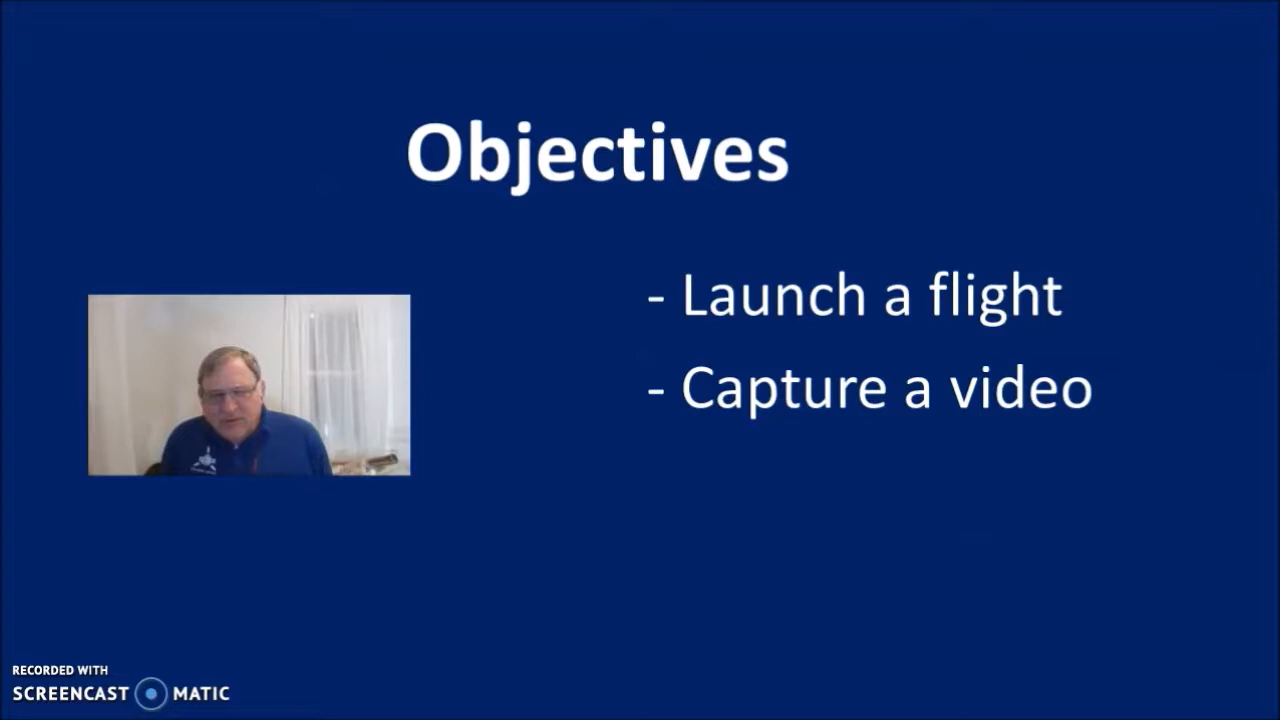 Objectives
- Launch a flight
- Capture a video
RECORDED WITH
SCREENCAST MATIC